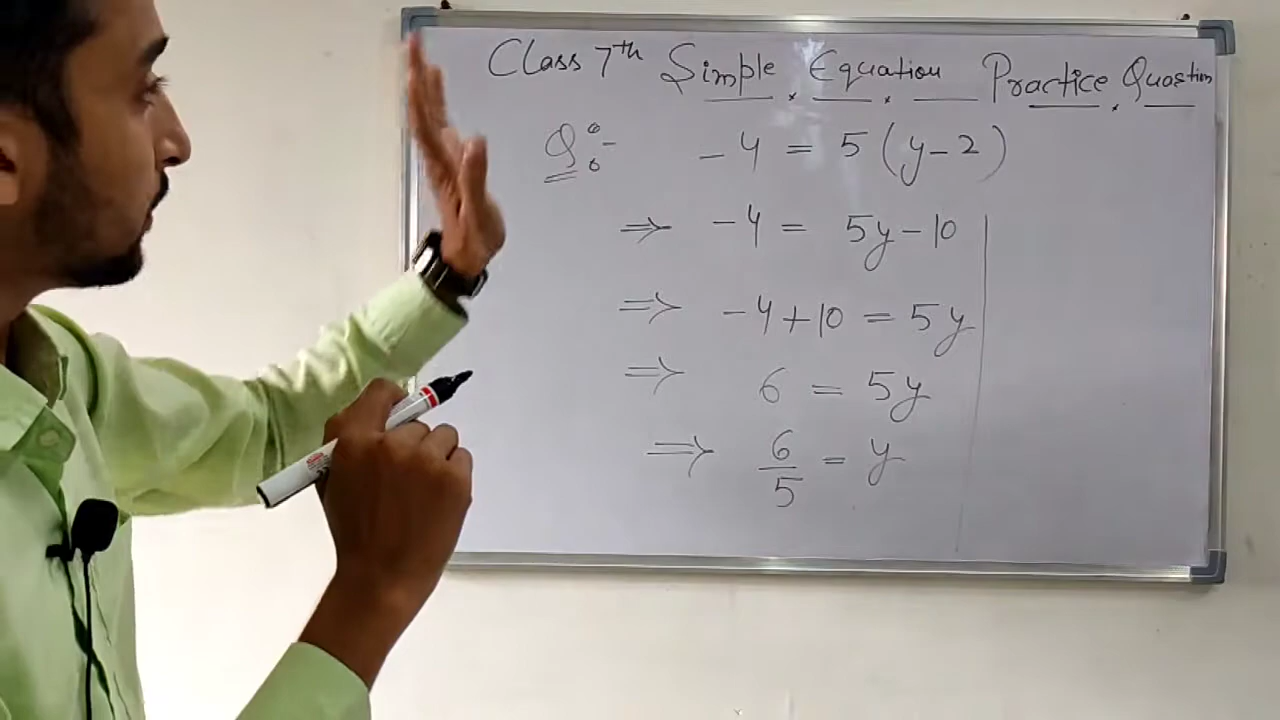 Class 7th Simple Equation Practice Question
Q:- -4 = 5(y-2)
⇒ -4 = 5y-10
⇒ -4+10 = 5y
⇒ 6 = 5y
⇒ 6/5 = y